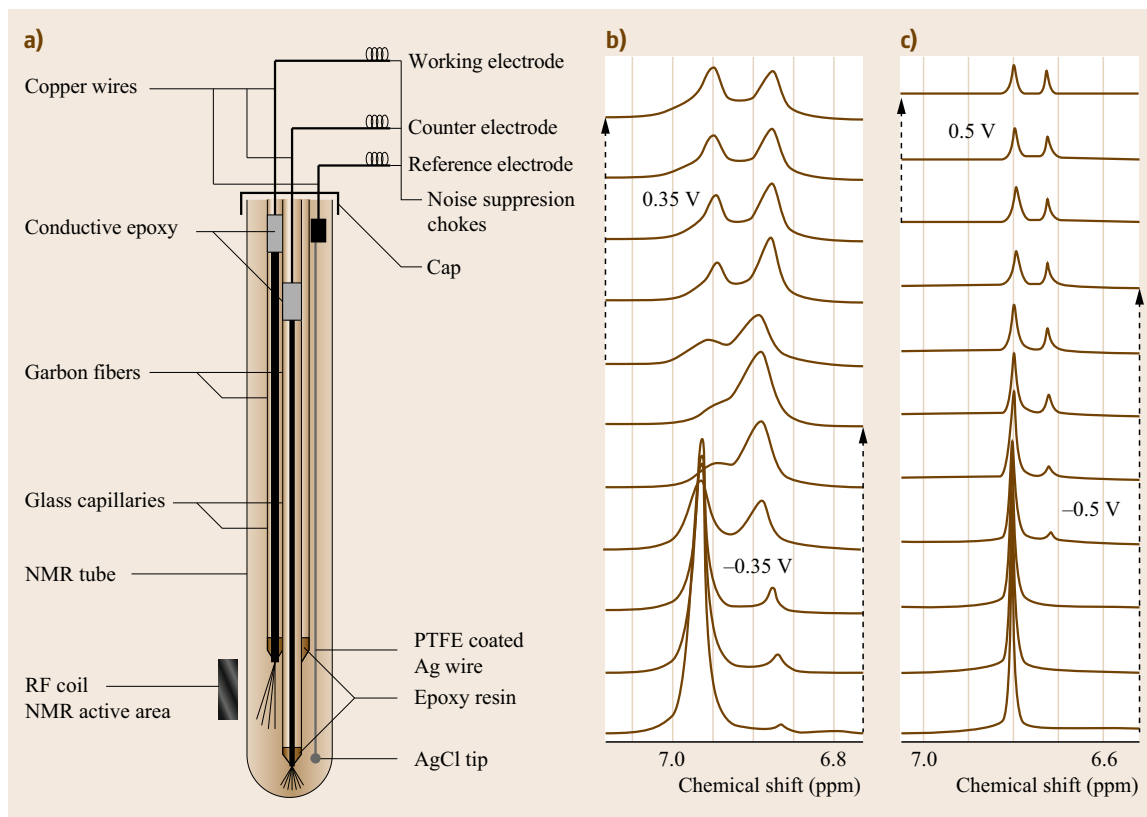 a)
Copper wires
Working electrode
Counter electrode
Reference electrode
Noise suppresion
chokes
Conductive epoxy
Cap
Garbon fibers
Glass capillaries
NMR tube
PTFE coated
Ag wire
RF coil
NMR active area
Epoxy resin
AgCl tip
b)
0.35 V
–0.35 V
7.0 6.8
Chemical shift (ppm)
c)
0.5 V
–0.5 V
7.0 6.6
Chemical shift (ppm)